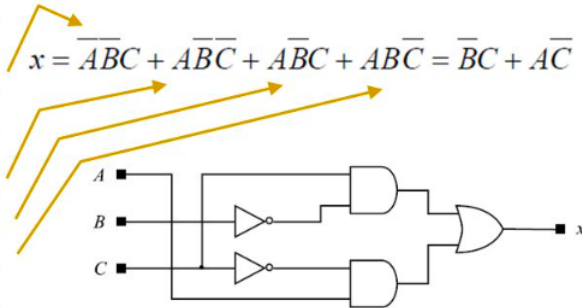 x = A̅B̅C + AB̅C̅ + AB̅C + ABC̅ = B̅C + AC̅
A
B
C
x